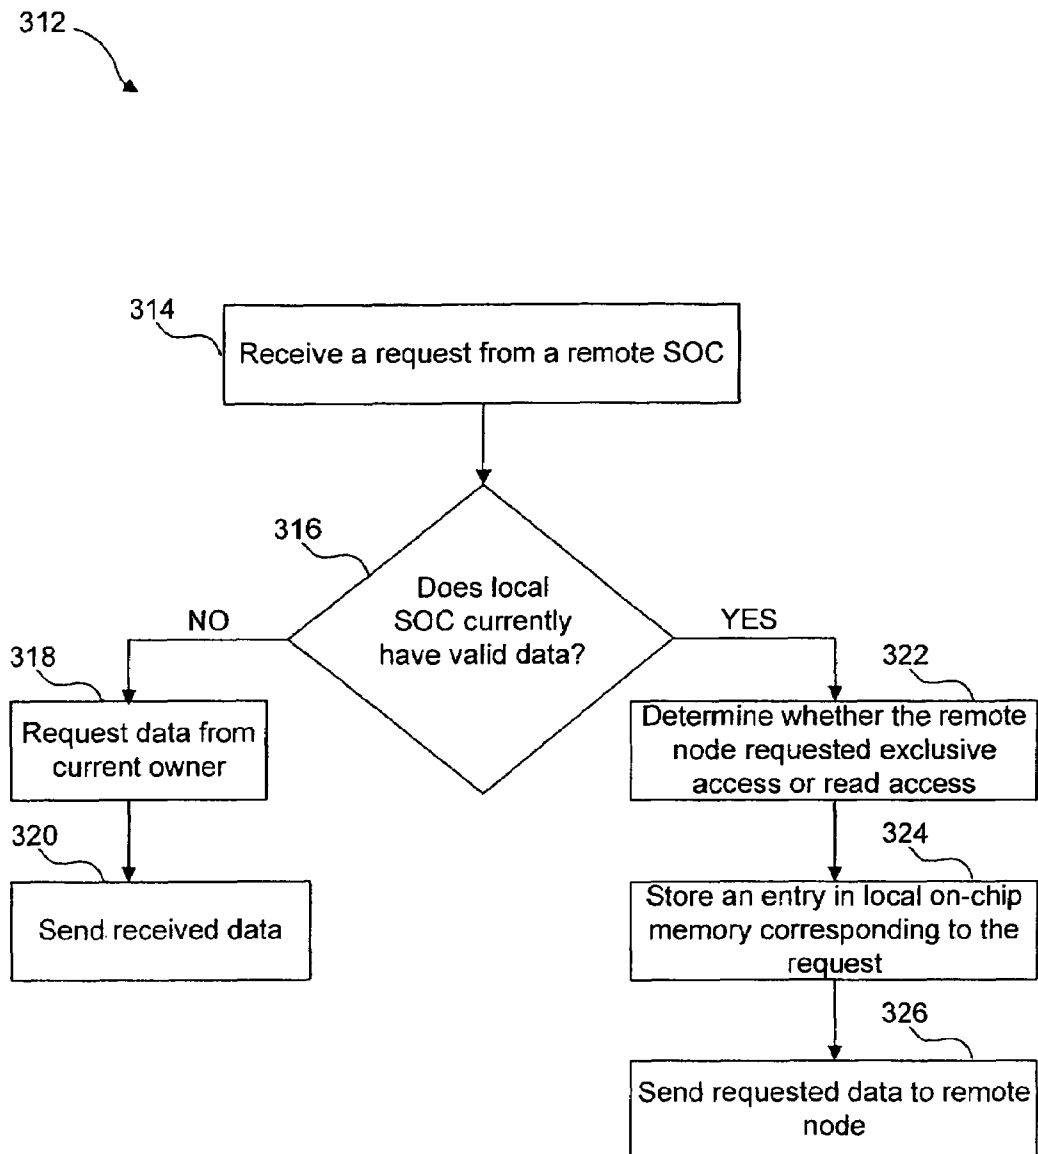 312
314
Receive a request from a remote SOC
316
Does local
SOC currently
have valid data?
NO
YES
318
Request data from
current owner
320
Send received data
322
Determine whether the remote
node requested exclusive
access or read access
324
Store an entry in local on-chip
memory corresponding to the
request
326
Send requested data to remote
node